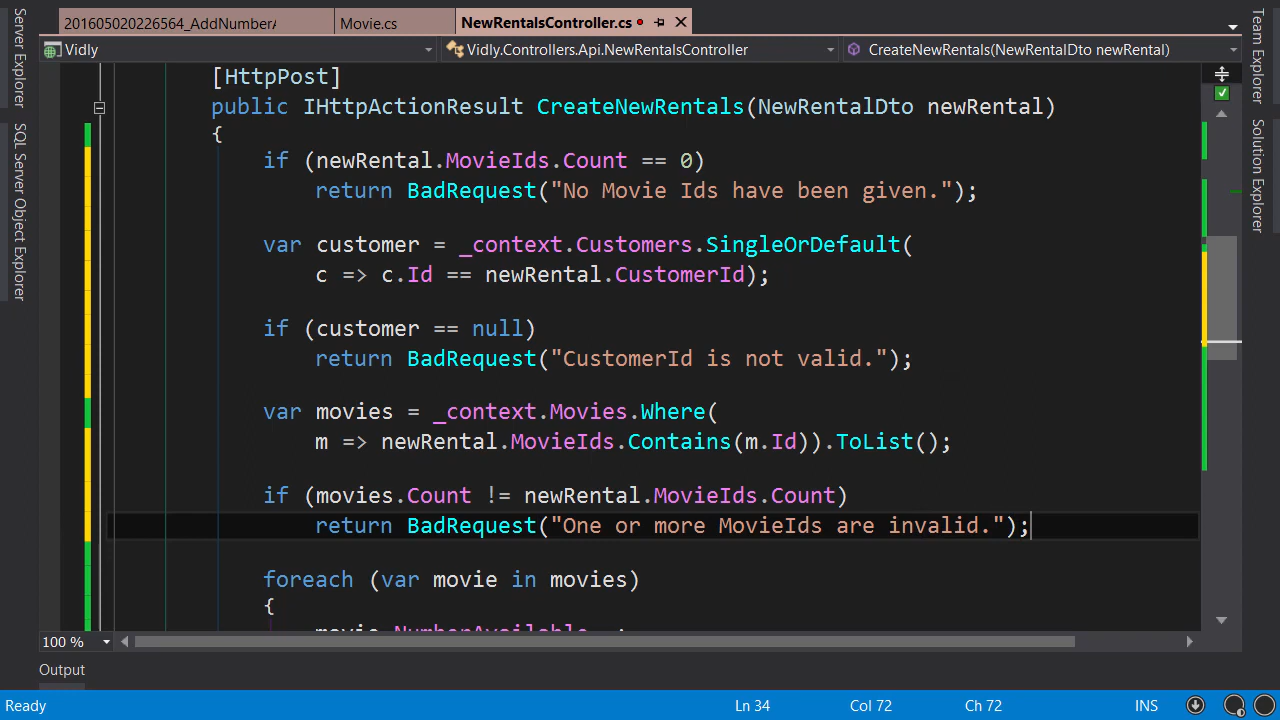 201605020226564_AddNumberA
Movie.cs
NewRentalsController.cs
Vidly
Vidly.Controllers.Api.NewRentalsController
CreateNewRentals(NewRentalDto newRental)
Server Explorer
SQL Server Object Explorer
Team Explorer
Solution Explorer
[HttpPost]
public IHttpActionResult CreateNewRentals(NewRentalDto newRental)
{
if (newRental.MovieIds.Count == 0)
return BadRequest("No Movie Ids have been given.");
var customer = _context.Customers.SingleOrDefault(
c => c.Id == newRental.CustomerId);
if (customer == null)
return BadRequest("CustomerId is not valid.");
var movies = _context.Movies.Where(
m => newRental.MovieIds.Contains(m.Id)).ToList();
if (movies.Count != newRental.MovieIds.Count)
return BadRequest("One or more MovieIds are invalid.");
foreach (var movie in movies)
{
movie.NumberAvailable--;
100 %
Output
Ready
Ln 34
Col 72
Ch 72
INS